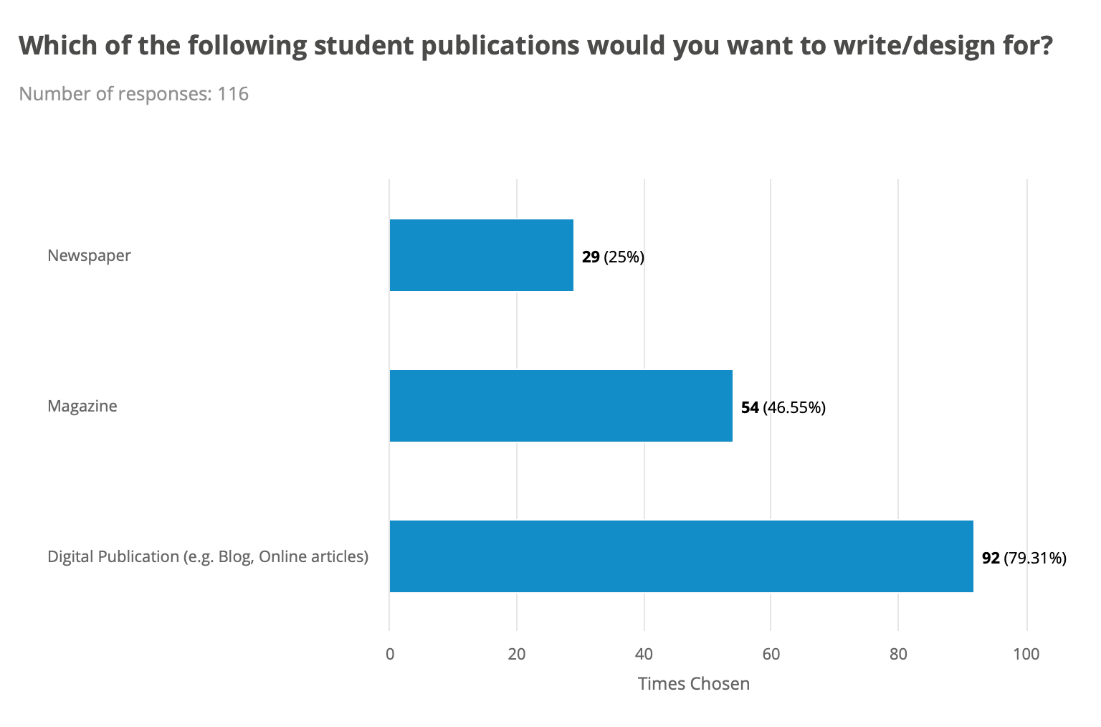 Which of the following student publications would you want to write/design for?
Number of responses: 116
Newspaper
29 (25%)
Magazine
54 (46.55%)
Digital Publication (e.g. Blog, Online articles)
92 (79.31%)
0 20 40 60 80 100
Times Chosen